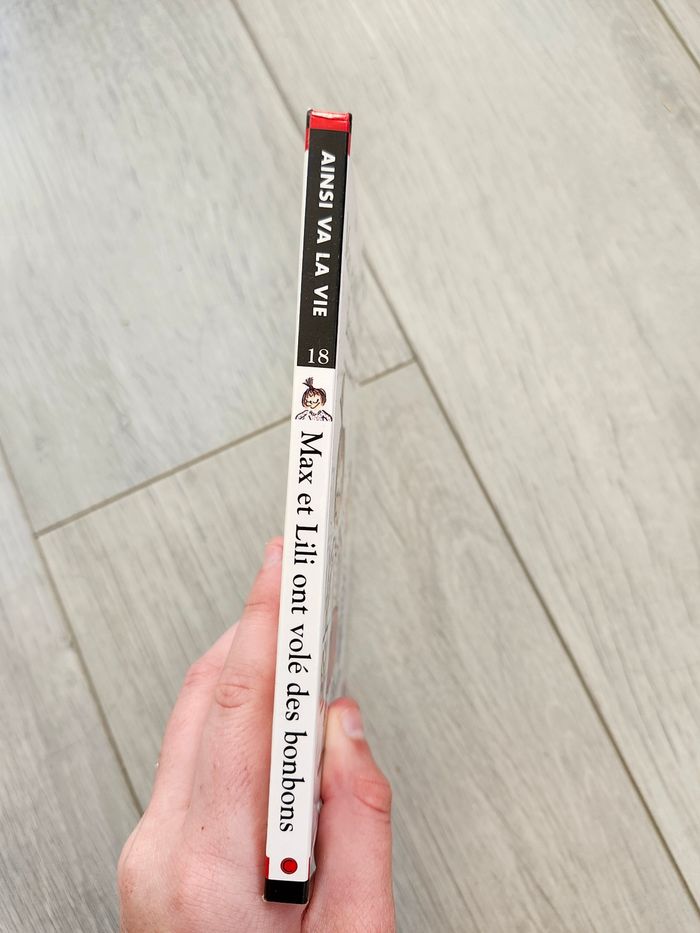 AINSI VA LA VIE
18
Max et Lili ont volé des bonbons